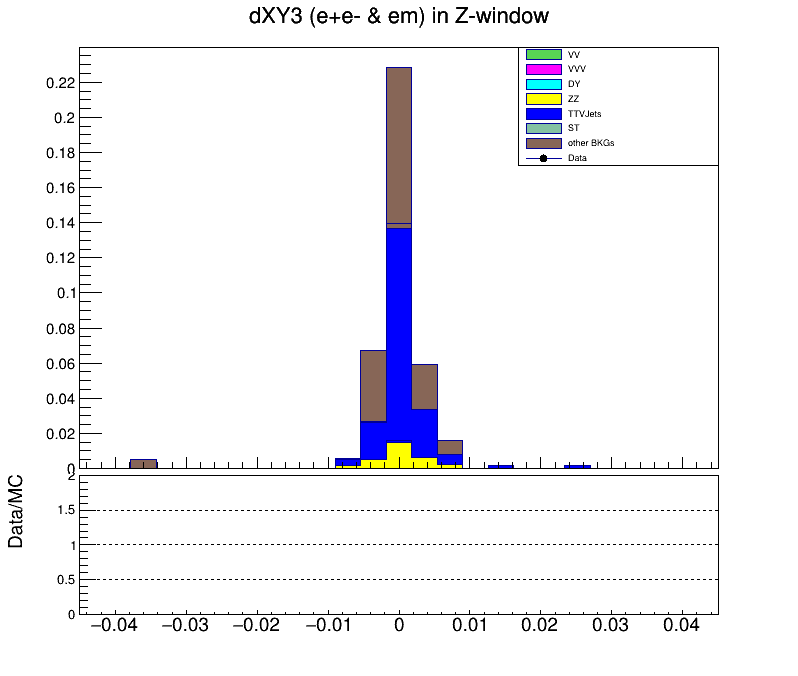 dXY3 (e+e- & em) in Z-window
VV
VVV
DY
ZZ
TTVJets
ST
other BKGs
Data
0.22
0.2
0.18
0.16
0.14
0.12
0.1
0.08
0.06
0.04
0.02
0
2
1.5
1
0.5
0
Data/MC
−0.04 −0.03 −0.02 −0.01 0 0.01 0.02 0.03 0.04